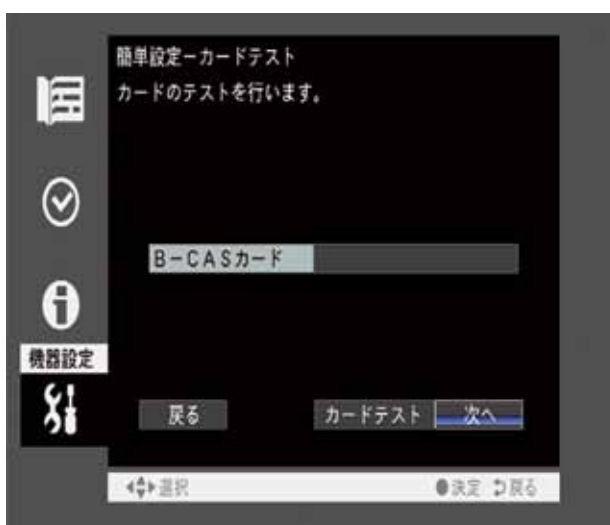 簡単設定－カードテスト
カードのテストを行います。
B－CASカード
機器設定
戻る
カードテスト
次へ
選択
決定
戻る